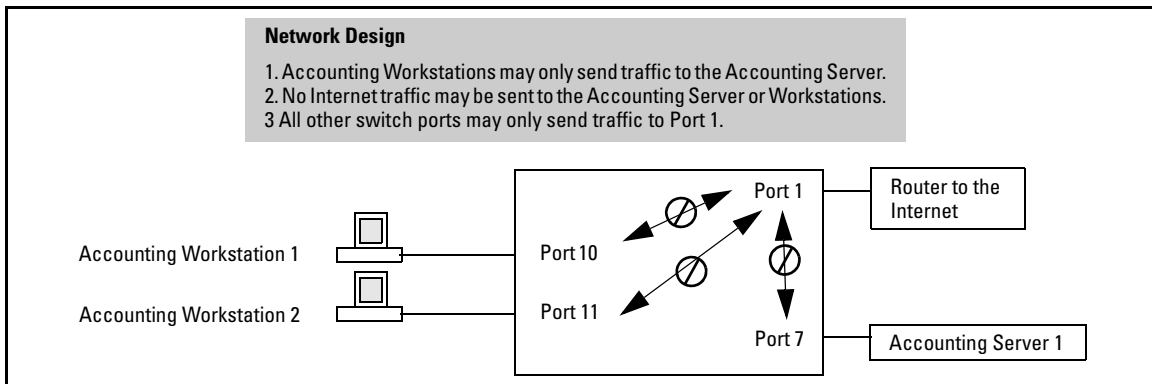 Network Design
1. Accounting Workstations may only send traffic to the Accounting Server.
2. No Internet traffic may be sent to the Accounting Server or Workstations.
3 All other switch ports may only send traffic to Port 1.
Port 1
Router to the
Internet
Accounting Workstation 1
Port 10
Accounting Workstation 2
Port 11
Port 7
Accounting Server 1